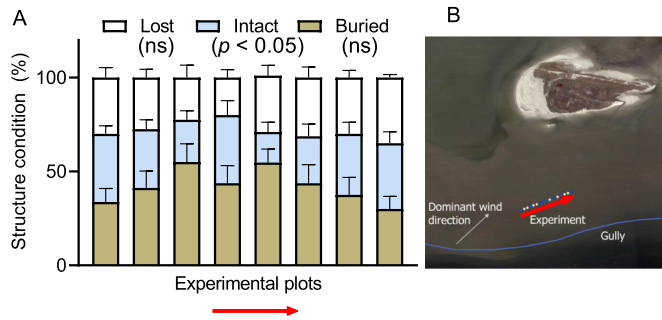 A
Lost Intact Buried
(ns) (p < 0.05) (ns)
Structure condition (%)
100
50
0
Experimental plots
B
Dominant wind
direction
Experiment
Gully